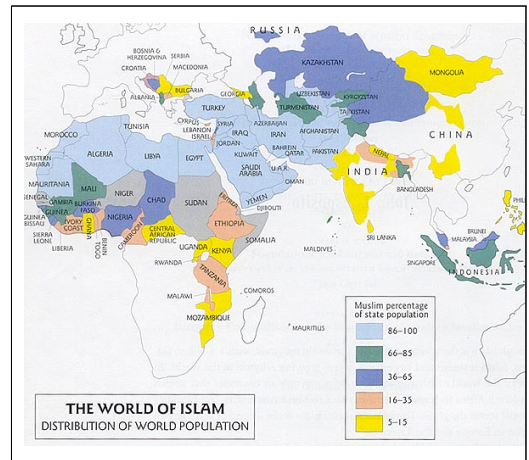 RUSSIA
BOSNIA &
HERZEGOVINA
SERBIA
CROATIA
MACEDONIA
ALBANIA
BULGARIA
GEORGIA
KAZAKHSTAN
MONGOLIA
UZBEKISTAN
KYRGYZSTAN
TURKEY
TURMENISTAN
TAJIKISTAN
CYPRUS
LEBANON
ISRAEL
SYRIA
AZERBAIJAN
CHINA
TUNISIA
MOROCCO
IRAQ
IRAN
AFGHANISTAN
JORDAN
ALGERIA
LIBYA
EGYPT
KUWAIT
BAHREIN
QATAR
PAKISTAN
NEPAL
WESTERN
SAHARA
SAUDI
ARABIA
U.A.R
INDIA
MAURITANIA
MALI
NIGER
CHAD
SUDAN
ERITREA
YEMEN
OMAN
BANGLADESH
SENEGAL
GAMBIA
GUINEA
BISSAU
GUINEA
BURKINA
FASO
DJIBOUTI
PHILI
SIERRA
LEONE
IVORY
COAST
LIBERIA
GHANA
TOGO
BENIN
NIGERIA
CAMEROON
CENTRAL
AFRICAN
REPUBLIC
ETHIOPIA
SOMALIA
MALDIVES
SRI LANKA
BRUNEI
MALAYSIA
UGANDA
KENYA
SINGAPORE
INDONESIA
RWANDA
TANZANIA
COMOROS
MALAWI
MOZAMBIQUE
MAURITIUS
Muslim percentage
of state population
86–100
66–85
36–65
16–35
5–15
THE WORLD OF ISLAM
DISTRIBUTION OF WORLD POPULATION